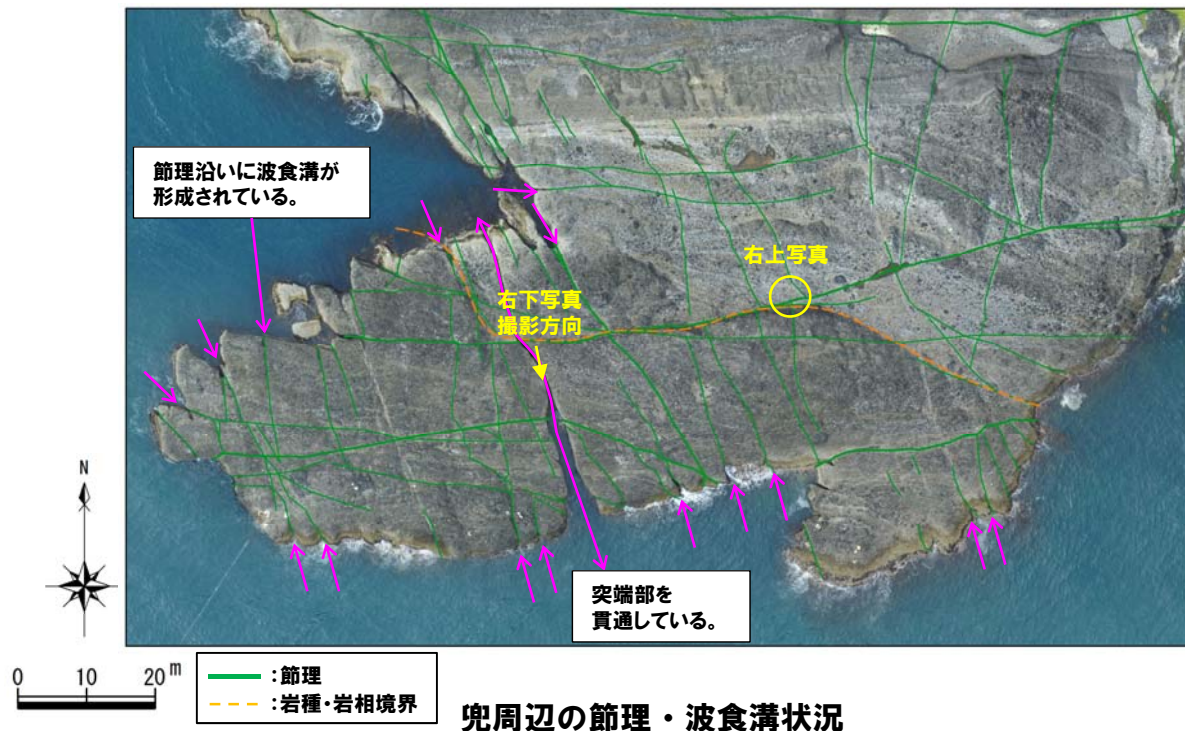 節理沿いに波食溝が
形成されている。
右上写真
右下写真
撮影方向
突端部を
貫通している。
N
0 10 20 m
:節理
:岩種・岩相境界
兜周辺の節理・波食溝状況